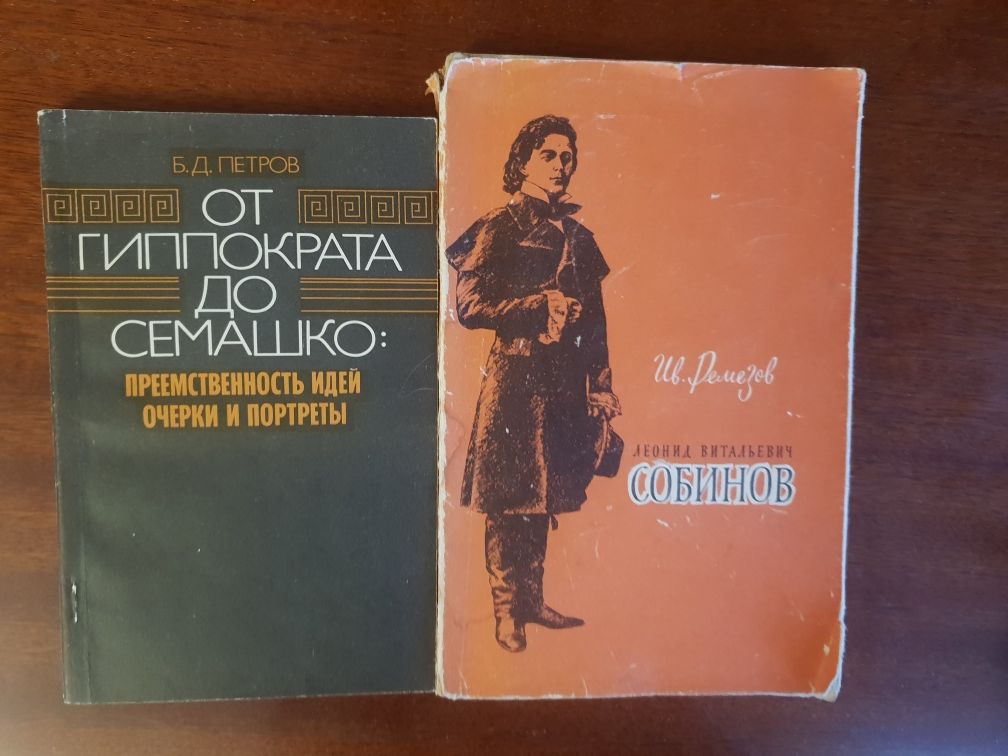 Б.Д. ПЕТРОВ
ОТ
ГИППОКРАТА
ДО
СЕМАШКО:
ПРЕЕМСТВЕННОСТЬ ИДЕЙ
ОЧЕРКИ И ПОРТРЕТЫ
Ив. Ремезов
ЛЕОНИД ВИТАЛЬЕВИЧ
СОБИНОВ